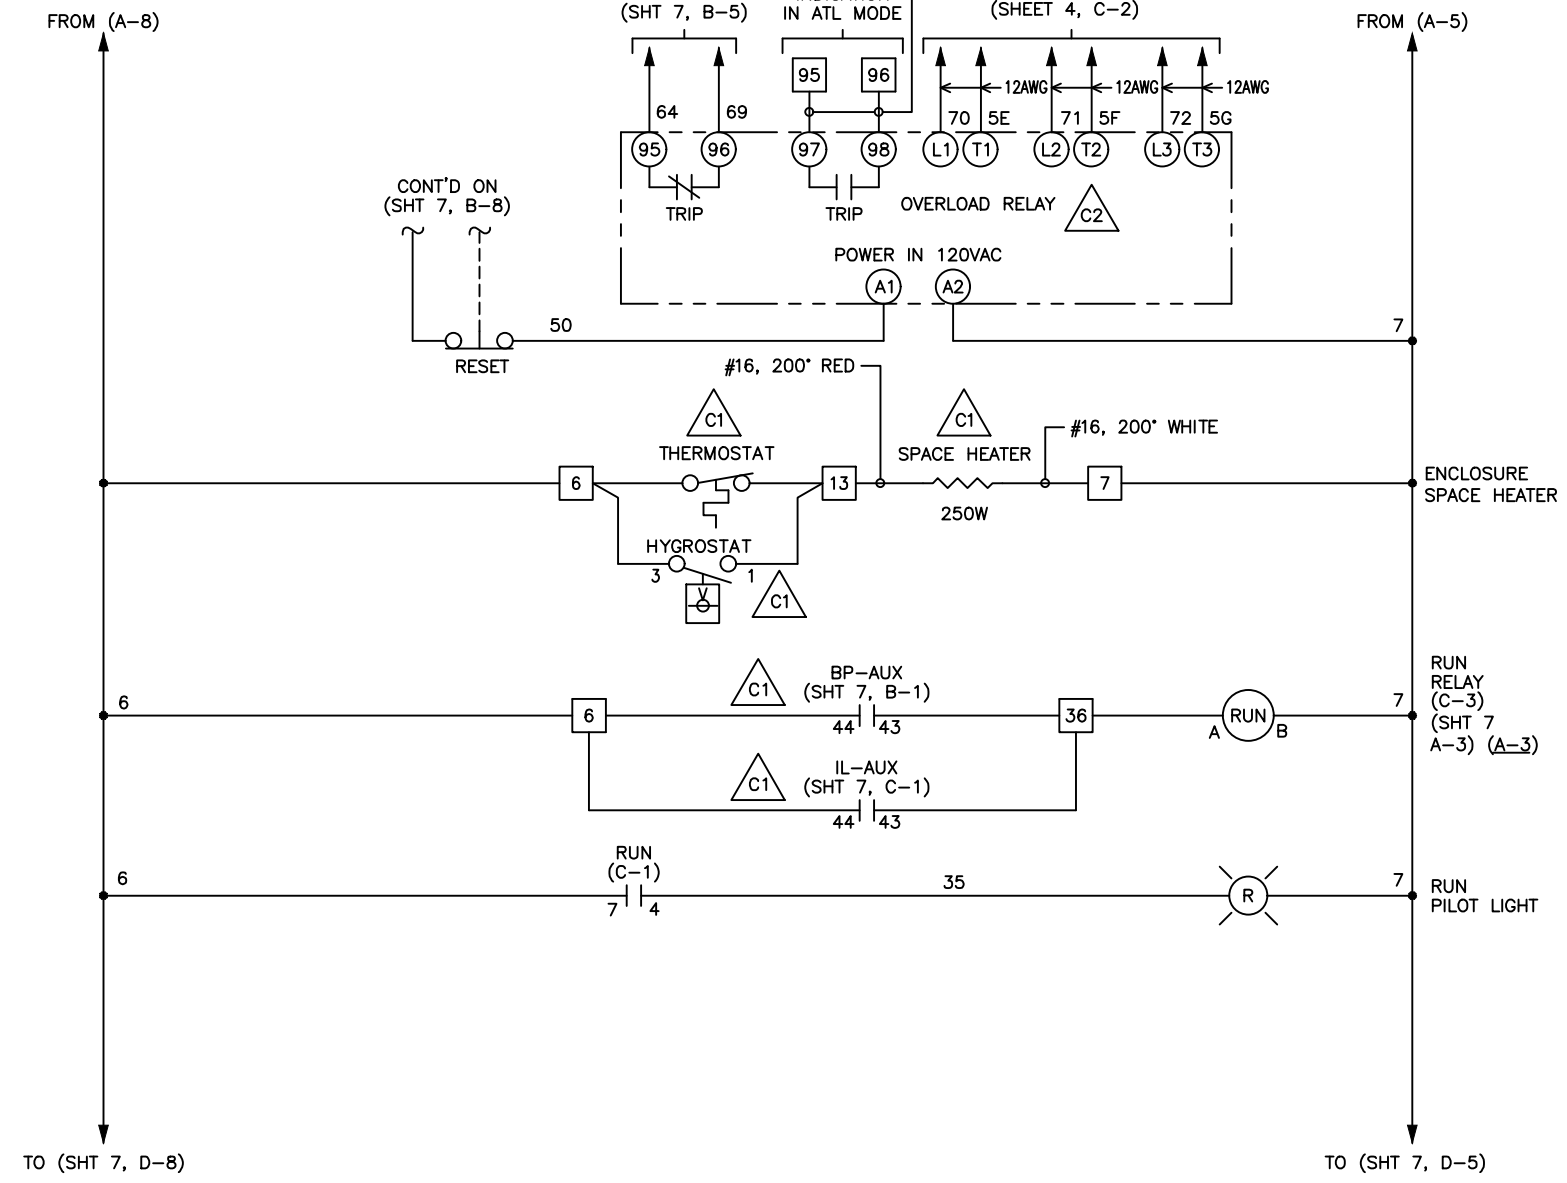 FROM (A-8)
(SHT 7, B-5)
IN ATL MODE
(SHEET 4, C-2)
FROM (A-5)
95
96
12AWG
12AWG
12AWG
64
69
70
5E
71
5F
72
5G
95
96
97
98
L1
T1
L2
T2
L3
T3
TRIP
TRIP
OVERLOAD RELAY
C2
CONT'D ON
(SHT 7, B-8)
POWER IN 120VAC
A1
A2
50
7
RESET
#16, 200° RED
C1
C1
#16, 200° WHITE
THERMOSTAT
SPACE HEATER
6
13
7
ENCLOSURE
SPACE HEATER
250W
HYGROSTAT
3
1
C1
V
C1
BP-AUX
(SHT 7, B-1)
6
6
44
43
36
A
RUN
B
7
RUN
RELAY
(C-3)
(SHT 7
A-3) (A-3)
C1
IL-AUX
(SHT 7, C-1)
44
43
RUN
(C-1)
6
7
4
35
R
7
RUN
PILOT LIGHT
TO (SHT 7, D-8)
TO (SHT 7, D-5)